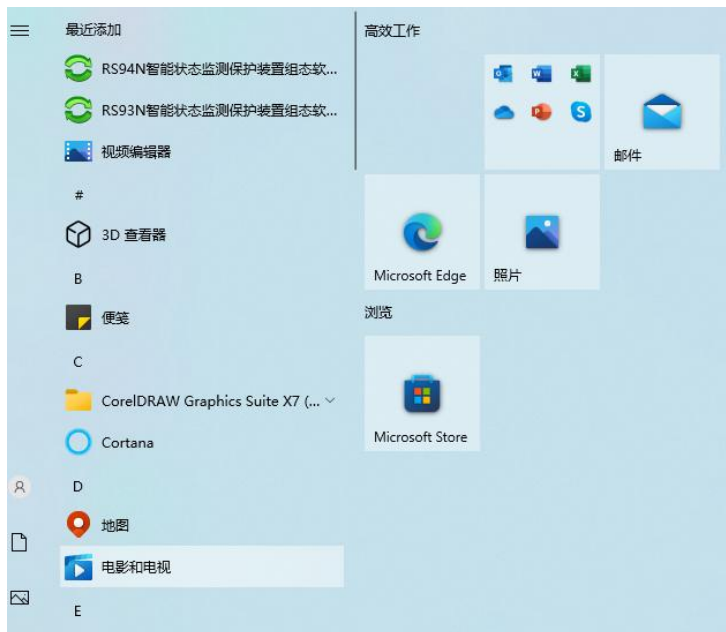 最近添加
RS94N智能状态监测保护装置组态软...
RS93N智能状态监测保护装置组态软...
视频编辑器
#
3D 查看器
B
便笺
C
CorelDRAW Graphics Suite X7 (...
Cortana
D
地图
电影和电视
E
高效工作
邮件
Microsoft Edge
照片
浏览
Microsoft Store